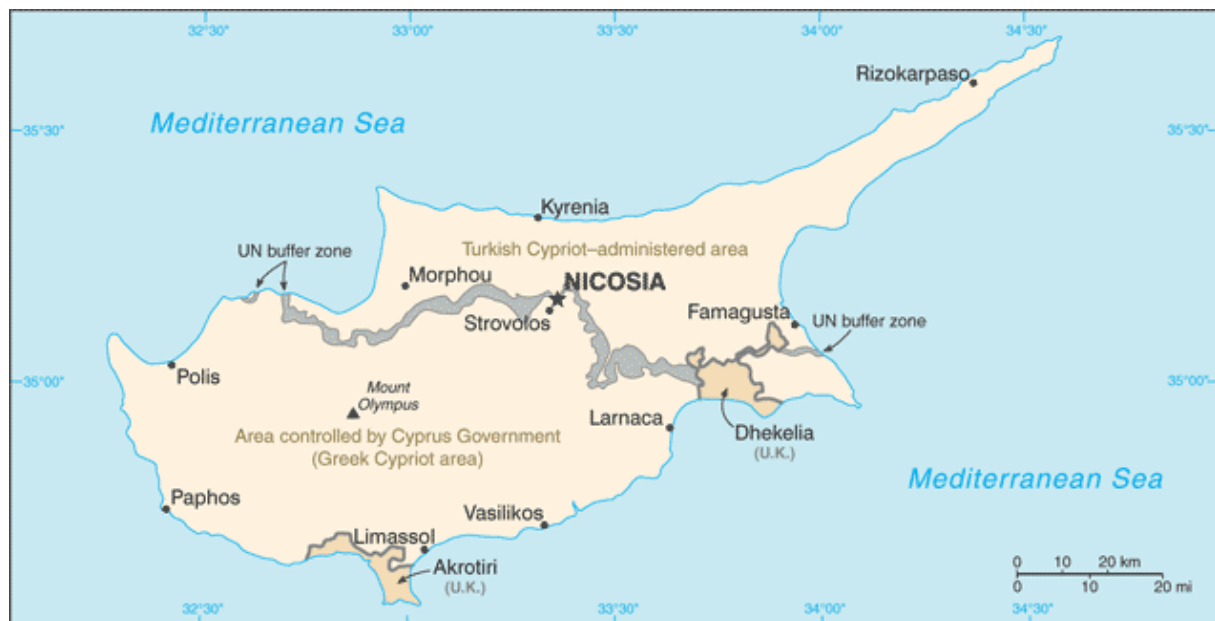 32°30" 33°00" 33°30" 34°00" 34°30"
Rizokarpaso
Mediterranean Sea
35°30" 35°30"
Kyrenia
UN buffer zone
Turkish Cypriot–administered area
Morphou
NICOSIA
Strovolos
Famagusta
UN buffer zone
Polis
35°00" 35°00"
Mount
Olympus
Larnaca
Dhekelia
(U.K.)
Area controlled by Cyprus Government
(Greek Cypriot area)
Mediterranean Sea
Paphos
Vasilikos
Limassol
Akrotiri
(U.K.)
0 10 20 km
0 10 20 mi
32°30" 33°00" 33°30" 34°00" 34°30"